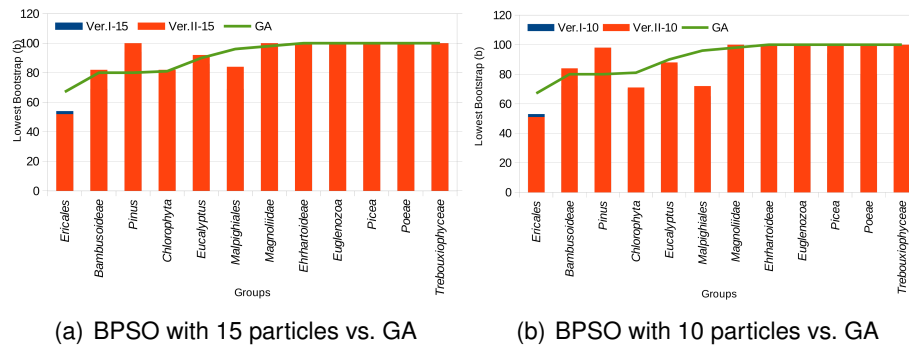 Ver.I-15 Ver.II-15 GA
Lowest Bootstrap (b)
120
100
80
60
40
20
0
Ericales
Bambusoideae
Pinus
Chlorophyta
Eucalyptus
Malpighiales
Magnoliidae
Ehrhartoideae
Euglenozoa
Picea
Poeae
Trebouxiophyceae
Groups
(a) BPSO with 15 particles vs. GA
Ver.I-10 Ver.II-10 GA
Lowest Bootstrap (b)
120
100
80
60
40
20
0
Ericales
Bambusoideae
Pinus
Chlorophyta
Eucalyptus
Malpighiales
Magnoliidae
Ehrhartoideae
Euglenozoa
Picea
Poeae
Trebouxiophyceae
Groups
(b) BPSO with 10 particles vs. GA